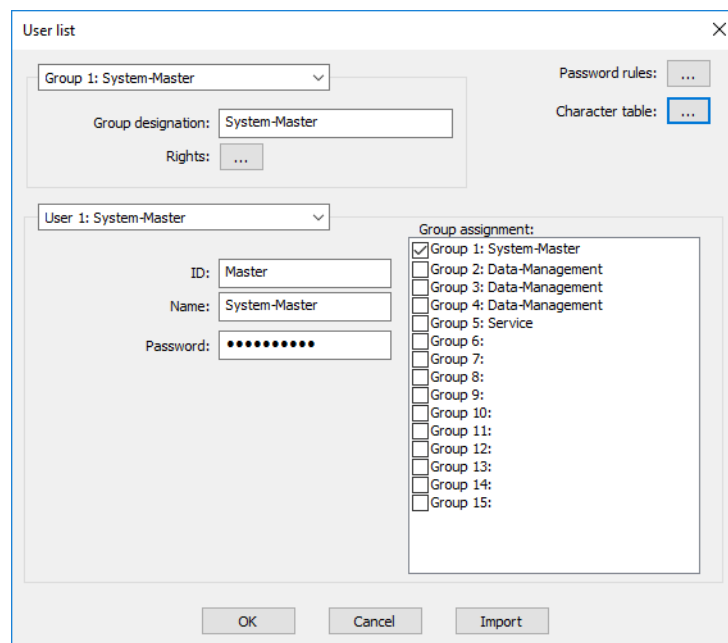 User list
Group 1: System-Master
Password rules: ...
Character table: ...
Group designation: System-Master
Rights: ...
User 1: System-Master
Group assignment:
ID: Master
Name: System-Master
Password: ••••••••••
Group 1: System-Master
Group 2: Data-Management
Group 3: Data-Management
Group 4: Data-Management
Group 5: Service
Group 6:
Group 7:
Group 8:
Group 9:
Group 10:
Group 11:
Group 12:
Group 13:
Group 14:
Group 15:
OK Cancel Import